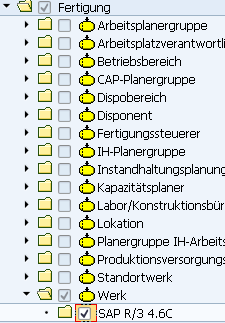 Fertigung
Arbeitsplanergruppe
Arbeitsplatzverantwortli
Betriebsbereich
CAP-Planergruppe
Dispobereich
Disponent
Fertigungssteuerer
IH-Planergruppe
Instandhaltungsplanung
Kapazitätsplaner
Labor/Konstruktionsbür
Lokation
Planergruppe IH-Arbeits
Produktionsversorgungs
Standortwerk
Werk
SAP R/3 4.6C